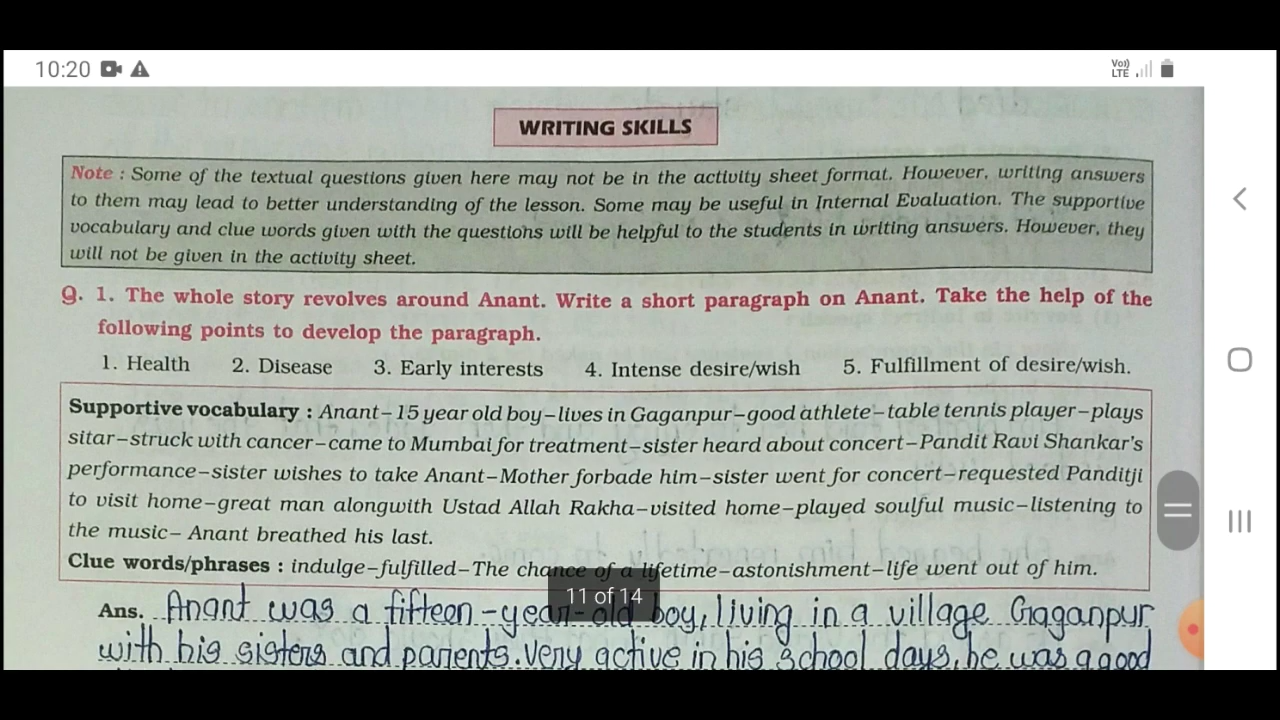 10:20
Vo)) LTE
WRITING SKILLS
Note : Some of the textual questions given here may not be in the activity sheet format. However, writing answers
to them may lead to better understanding of the lesson. Some may be useful in Internal Evaluation. The supportive
vocabulary and clue words given with the questions will be helpful to the students in writing answers. However, they
will not be given in the activity sheet.
Q. 1. The whole story revolves around Anant. Write a short paragraph on Anant. Take the help of the
following points to develop the paragraph.
1. Health 2. Disease 3. Early interests 4. Intense desire/wish 5. Fulfillment of desire/wish.
Supportive vocabulary : Anant–15 year old boy–lives in Gaganpur–good athlete–table tennis player–plays
sitar–struck with cancer–came to Mumbai for treatment–sister heard about concert–Pandit Ravi Shankar's
performance–sister wishes to take Anant–Mother forbade him–sister went for concert–requested Panditji
to visit home–great man alongwith Ustad Allah Rakha–visited home–played soulful music–listening to
the music– Anant breathed his last.
Clue words/phrases : indulge–fulfilled–The chance of a lifetime–astonishment–life went out of him.
11 of 14
Ans. Anant was a fifteen-year-old boy, living in a village Gaganpur
with his sisters and parents. Very active in his school days, he was a good